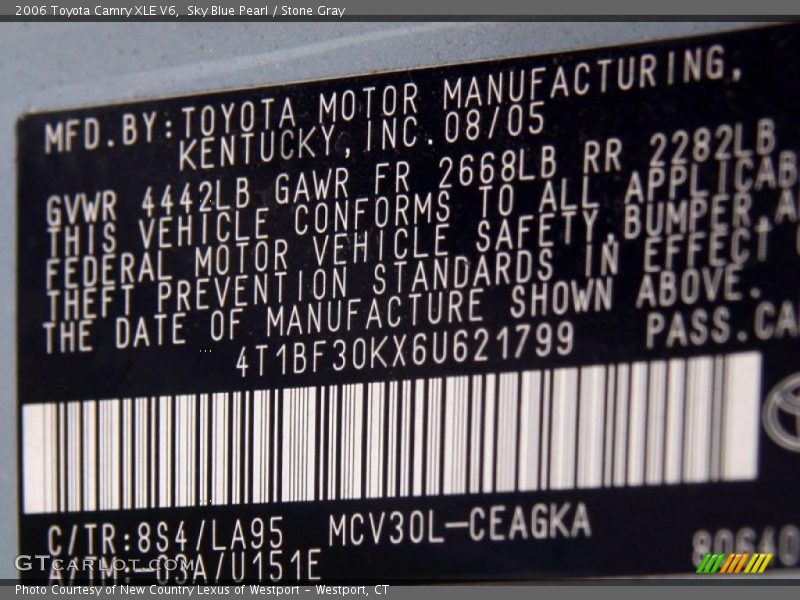 2006 Toyota Camry XLE V6, Sky Blue Pearl / Stone Gray
MFD.BY:TOYOTA MOTOR MANUFACTURING,
KENTUCKY,INC.08/05
GVWR 4442LB GAWR FR 2668LB RR 2282LB
THIS VEHICLE CONFORMS TO ALL APPLICAB
FEDERAL MOTOR VEHICLE SAFETY,BUMPER,A
THEFT PREVENTION STANDARDS IN EFFECT
THE DATE OF MANUFACTURE SHOWN ABOVE.
4T1BF30KX6U621799 PASS.CA
C/TR:8S4/LA95 MCV30L-CEAGKA
A/TM:-03A/U151E 80640
GTCarLot.com
Photo Courtesy of New Country Lexus of Westport - Westport, CT